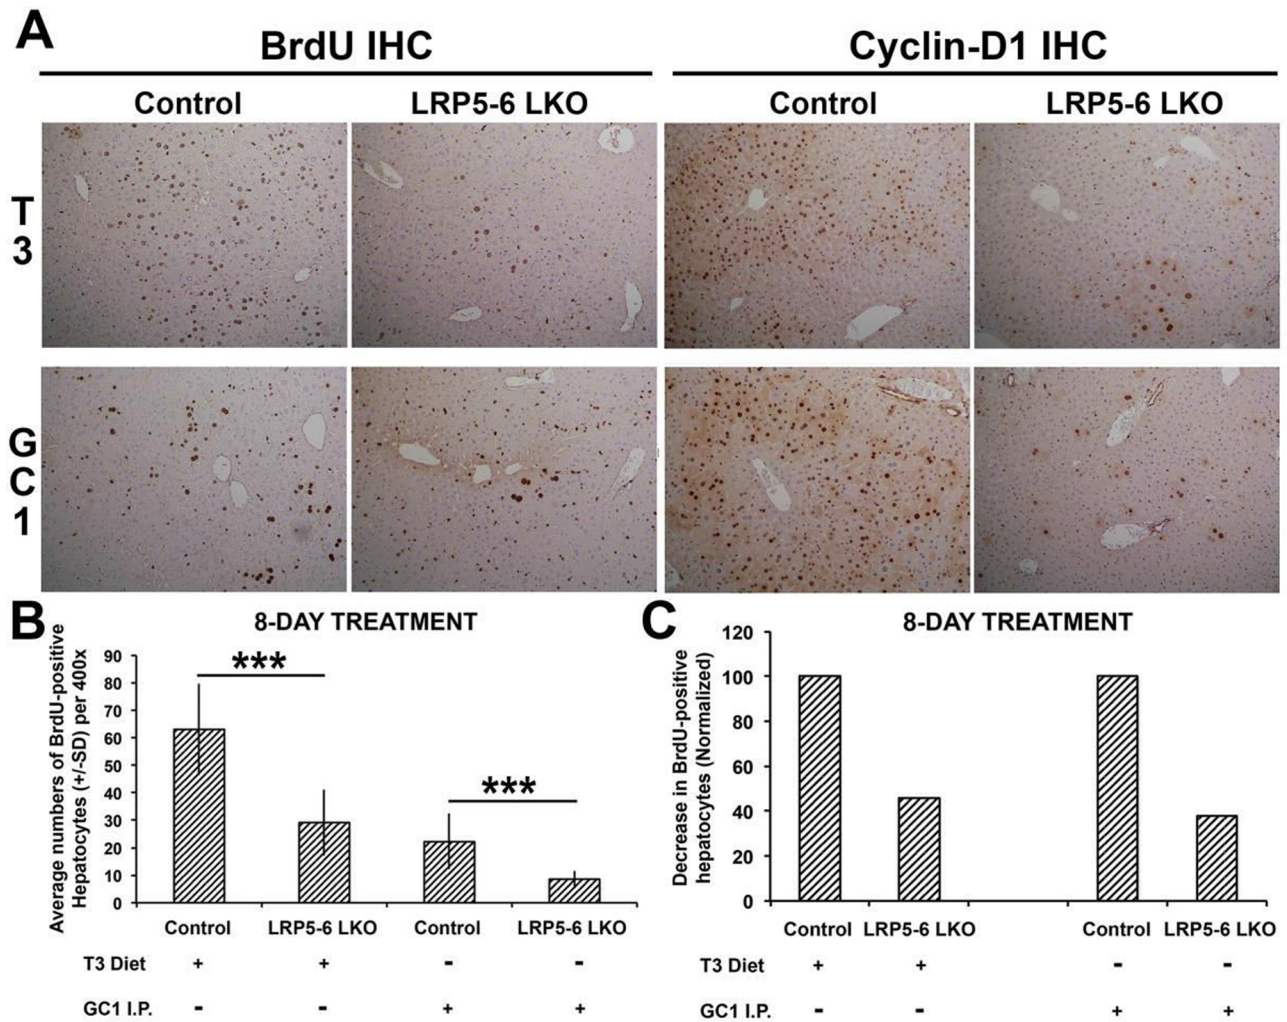 A
BrdU IHC
Cyclin-D1 IHC
Control
LRP5-6 LKO
Control
LRP5-6 LKO
T
3
G
C
1
B
8-DAY TREATMENT
Average numbers of BrdU-positive
Hepatocytes (+/-SD) per 400x
90
80
70
60
50
40
30
20
10
0
***
***
Control
LRP5-6 LKO
Control
LRP5-6 LKO
T3 Diet + + - -
GC1 I.P. - - + +
C
8-DAY TREATMENT
Decrease in BrdU-positive
hepatocytes (Normalized)
120
100
80
60
40
20
0
Control
LRP5-6 LKO
Control
LRP5-6 LKO
T3 Diet + + - -
GC1 I.P. - - + +